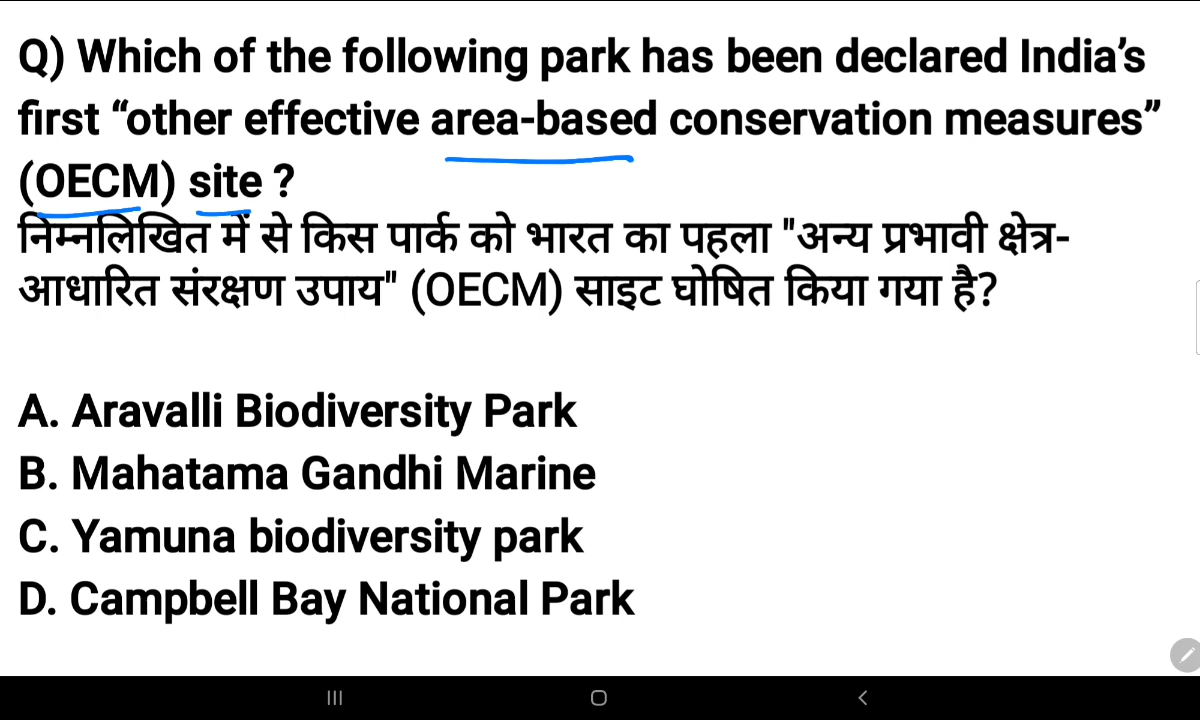 Q) Which of the following park has been declared India’s
first “other effective area-based conservation measures”
(OECM) site ?
निम्नलिखित में से किस पार्क को भारत का पहला "अन्य प्रभावी क्षेत्र-
आधारित संरक्षण उपाय" (OECM) साइट घोषित किया गया है?
A. Aravalli Biodiversity Park
B. Mahatama Gandhi Marine
C. Yamuna biodiversity park
D. Campbell Bay National Park